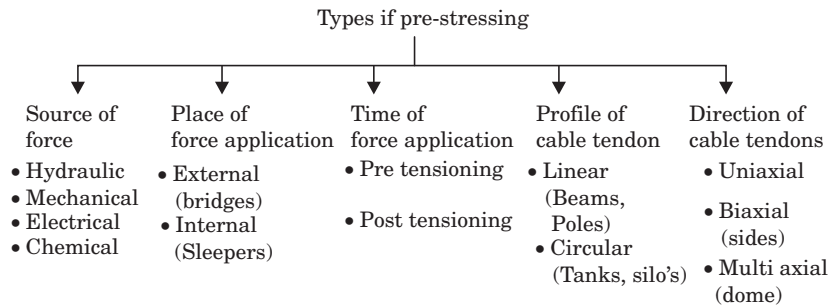 Types if pre-stressing
Source of
force
• Hydraulic
• Mechanical
• Electrical
• Chemical
Place of
force application
• External
(bridges)
• Internal
(Sleepers)
Time of
force application
• Pre tensioning
• Post tensioning
Profile of
cable tendon
• Linear
(Beams,
Poles)
• Circular
(Tanks, silo's)
Direction of
cable tendons
• Uniaxial
• Biaxial
(sides)
• Multi axial
(dome)